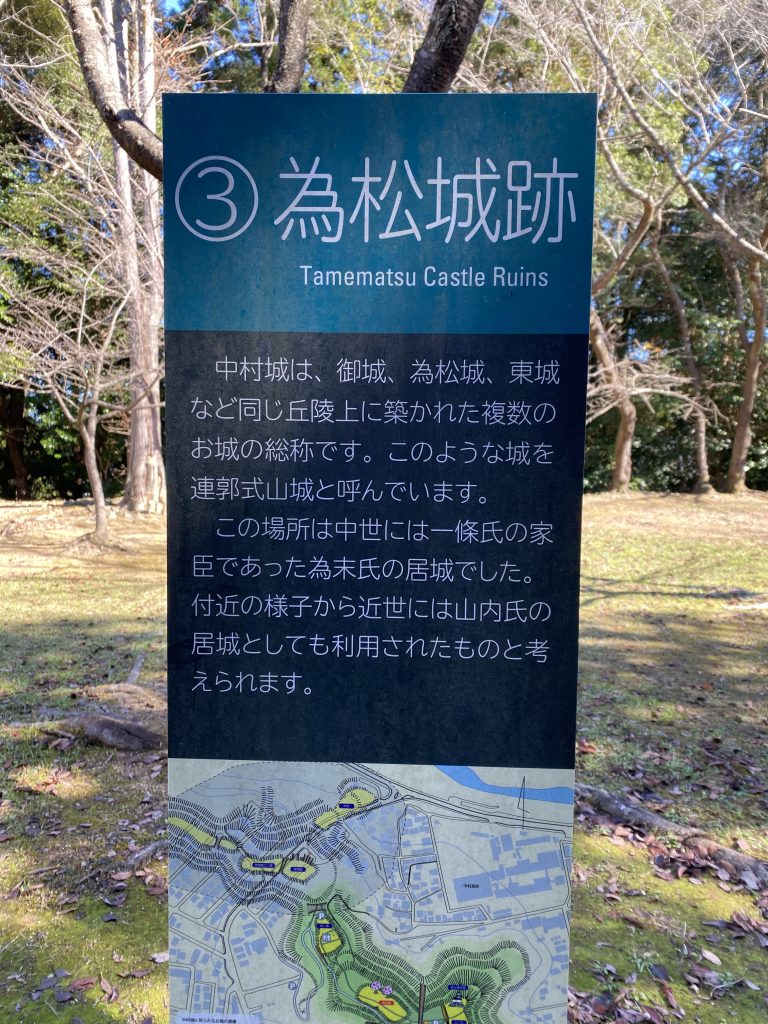 ③ 為松城跡
Tamematsu Castle Ruins
中村城は、御城、為松城、東城
など同じ丘陵上に築かれた複数の
お城の総称です。このような城を
連郭式山城と呼んでいます。
この場所は中世には一條氏の家
臣であった為末氏の居城でした。
付近の様子から近世には山内氏の
居城としても利用されたものと考
えられます。